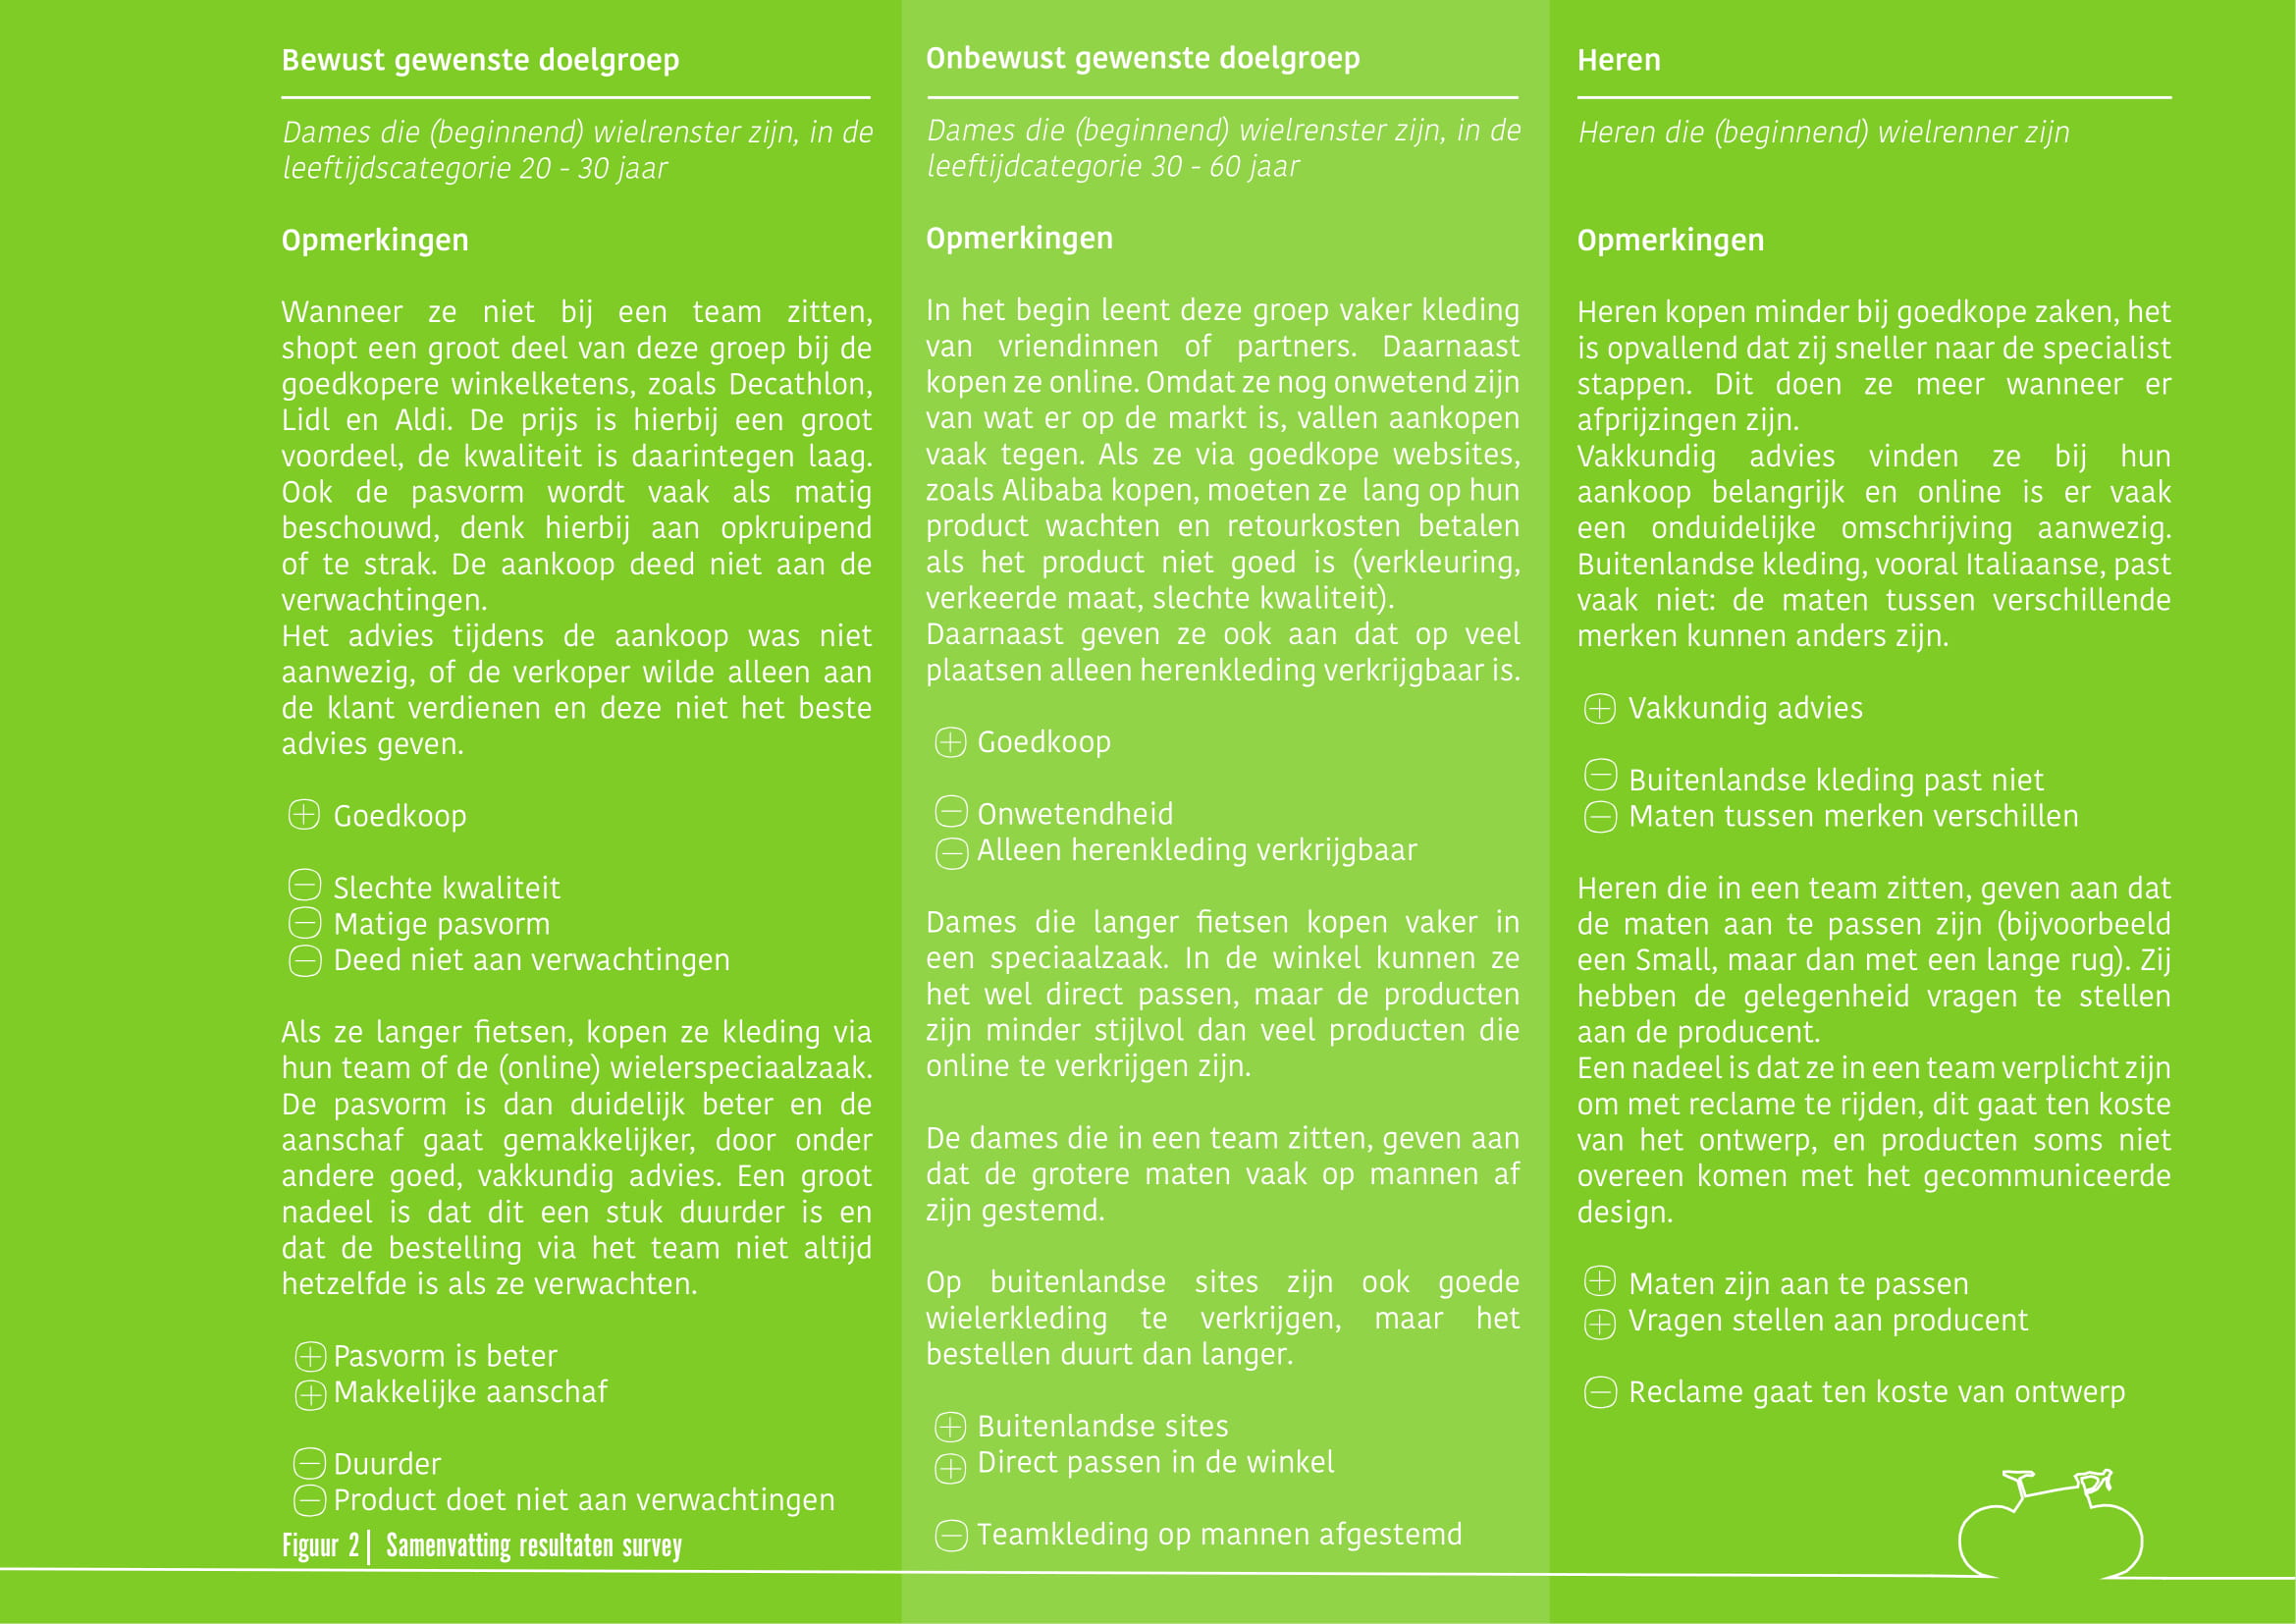 Bewust gewenste doelgroep
Dames die (beginnend) wielrenster zijn, in de
leeftijdscategorie 20 - 30 jaar
Opmerkingen
Wanneer ze niet bij een team zitten,
shopt een groot deel van deze groep bij de
goedkopere winkelketens, zoals Decathlon,
Lidl en Aldi. De prijs is hierbij een groot
voordeel, de kwaliteit is daarintegen laag.
Ook de pasvorm wordt vaak als matig
beschouwd, denk hierbij aan opkruipend
of te strak. De aankoop deed niet aan de
verwachtingen.
Het advies tijdens de aankoop was niet
aanwezig, of de verkoper wilde alleen aan
de klant verdienen en deze niet het beste
advies geven.
+ Goedkoop
- Slechte kwaliteit
- Matige pasvorm
- Deed niet aan verwachtingen
Als ze langer fietsen, kopen ze kleding via
hun team of de (online) wielerspeciaalzaak.
De pasvorm is dan duidelijk beter en de
aanschaf gaat gemakkelijker, door onder
andere goed, vakkundig advies. Een groot
nadeel is dat dit een stuk duurder is en
dat de bestelling via het team niet altijd
hetzelfde is als ze verwachten.
+ Pasvorm is beter
+ Makkelijke aanschaf
- Duurder
- Product doet niet aan verwachtingen
Figuur 2| Samenvatting resultaten survey
Onbewust gewenste doelgroep
Dames die (beginnend) wielrenster zijn, in de
leeftijdcategorie 30 - 60 jaar
Opmerkingen
In het begin leent deze groep vaker kleding
van vriendinnen of partners. Daarnaast
kopen ze online. Omdat ze nog onwetend zijn
van wat er op de markt is, vallen aankopen
vaak tegen. Als ze via goedkope websites,
zoals Alibaba kopen, moeten ze lang op hun
product wachten en retourkosten betalen
als het product niet goed is (verkleuring,
verkeerde maat, slechte kwaliteit).
Daarnaast geven ze ook aan dat op veel
plaatsen alleen herenkleding verkrijgbaar is.
+ Goedkoop
- Onwetendheid
- Alleen herenkleding verkrijgbaar
Dames die langer fietsen kopen vaker in
een speciaalzaak. In de winkel kunnen ze
het wel direct passen, maar de producten
zijn minder stijlvol dan veel producten die
online te verkrijgen zijn.
De dames die in een team zitten, geven aan
dat de grotere maten vaak op mannen af
zijn gestemd.
Op buitenlandse sites zijn ook goede
wielerkleding te verkrijgen, maar het
bestellen duurt dan langer.
+ Buitenlandse sites
+ Direct passen in de winkel
- Teamkleding op mannen afgestemd
Heren
Heren die (beginnend) wielrenner zijn
Opmerkingen
Heren kopen minder bij goedkope zaken, het
is opvallend dat zij sneller naar de specialist
stappen. Dit doen ze meer wanneer er
afprijzingen zijn.
Vakkundig advies vinden ze bij hun
aankoop belangrijk en online is er vaak
een onduidelijke omschrijving aanwezig.
Buitenlandse kleding, vooral Italiaanse, past
vaak niet: de maten tussen verschillende
merken kunnen anders zijn.
+ Vakkundig advies
- Buitenlandse kleding past niet
- Maten tussen merken verschillen
Heren die in een team zitten, geven aan dat
de maten aan te passen zijn (bijvoorbeeld
een Small, maar dan met een lange rug). Zij
hebben de gelegenheid vragen te stellen
aan de producent.
Een nadeel is dat ze in een team verplicht zijn
om met reclame te rijden, dit gaat ten koste
van het ontwerp, en producten soms niet
overeen komen met het gecommuniceerde
design.
+ Maten zijn aan te passen
+ Vragen stellen aan producent
- Reclame gaat ten koste van ontwerp